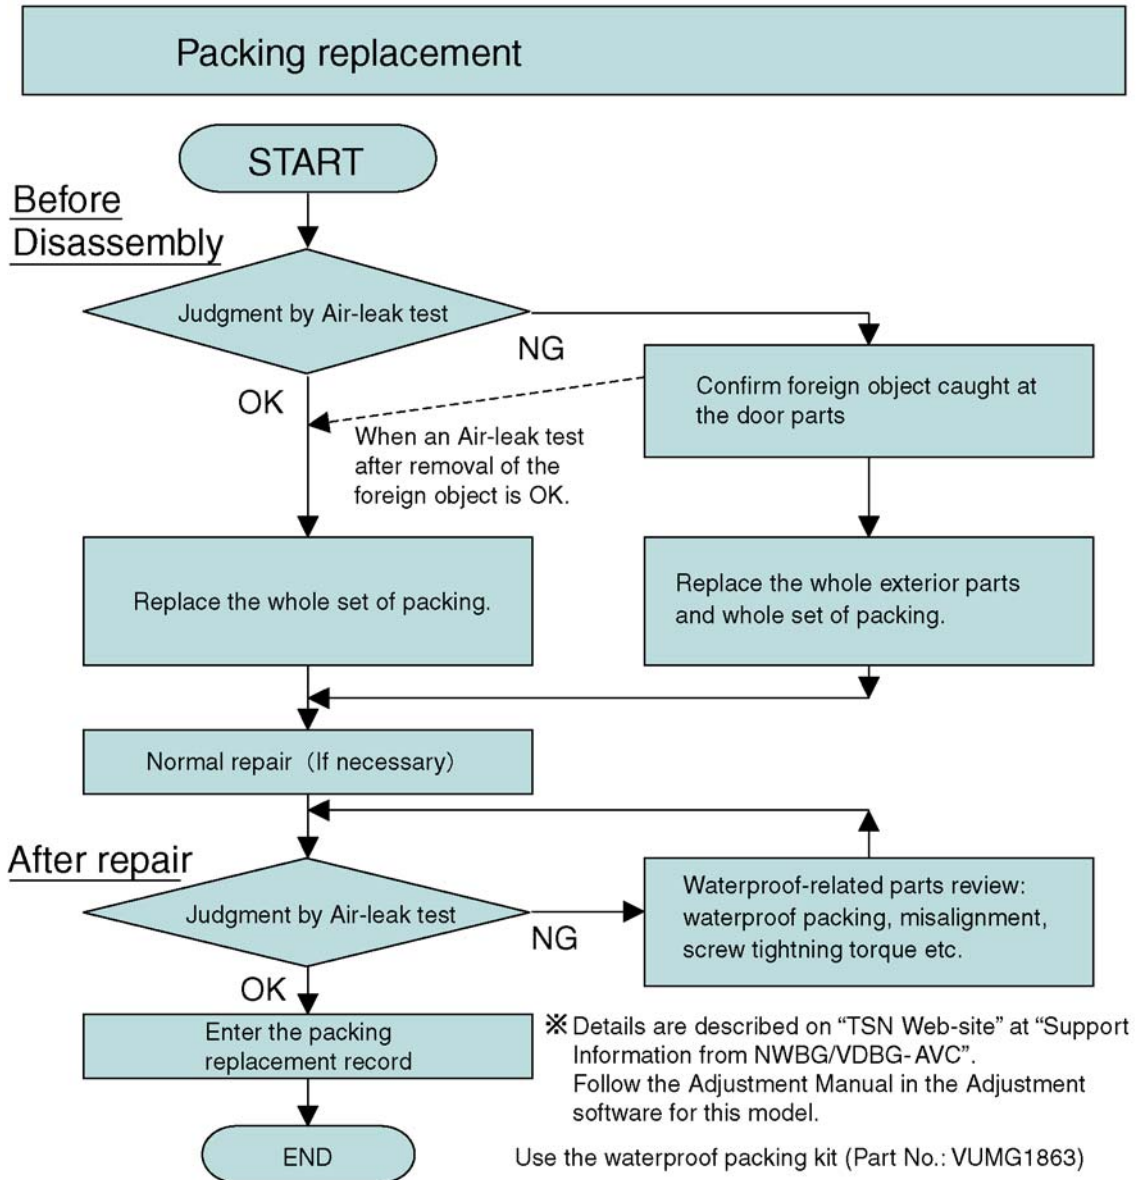 Packing replacement
START
Before
Disassembly
Judgment by Air-leak test
NG
OK
Confirm foreign object caught at
the door parts
When an Air-leak test
after removal of the
foreign object is OK.
Replace the whole set of packing.
Replace the whole exterior parts
and whole set of packing.
Normal repair (If necessary)
After repair
Judgment by Air-leak test
NG
OK
Waterproof-related parts review:
waterproof packing, misalignment,
screw tightning torque etc.
Enter the packing
replacement record
※ Details are described on “TSN Web-site” at “Support
Information from NWBG/VDBG-AVC”.
Follow the Adjustment Manual in the Adjustment
software for this model.
END
Use the waterproof packing kit (Part No.: VUMG1863)